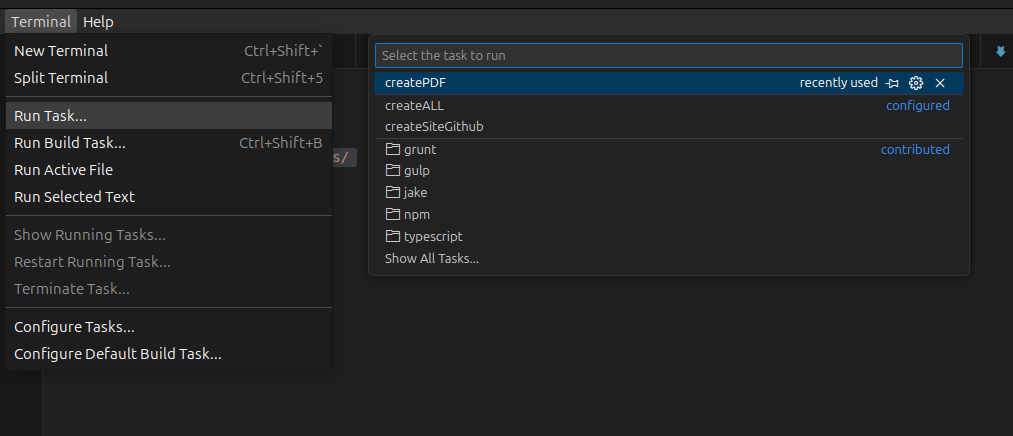 Terminal Help
New Terminal Ctrl+Shift+`
Split Terminal Ctrl+Shift+5
Run Task...
Run Build Task... Ctrl+Shift+B
Run Active File
Run Selected Text
Show Running Tasks...
Restart Running Task...
Terminate Task...
Configure Tasks...
Configure Default Build Task...
s/
Select the task to run
createPDF recently used
createALL configured
createSiteGithub
grunt contributed
gulp
jake
npm
typescript
Show All Tasks...